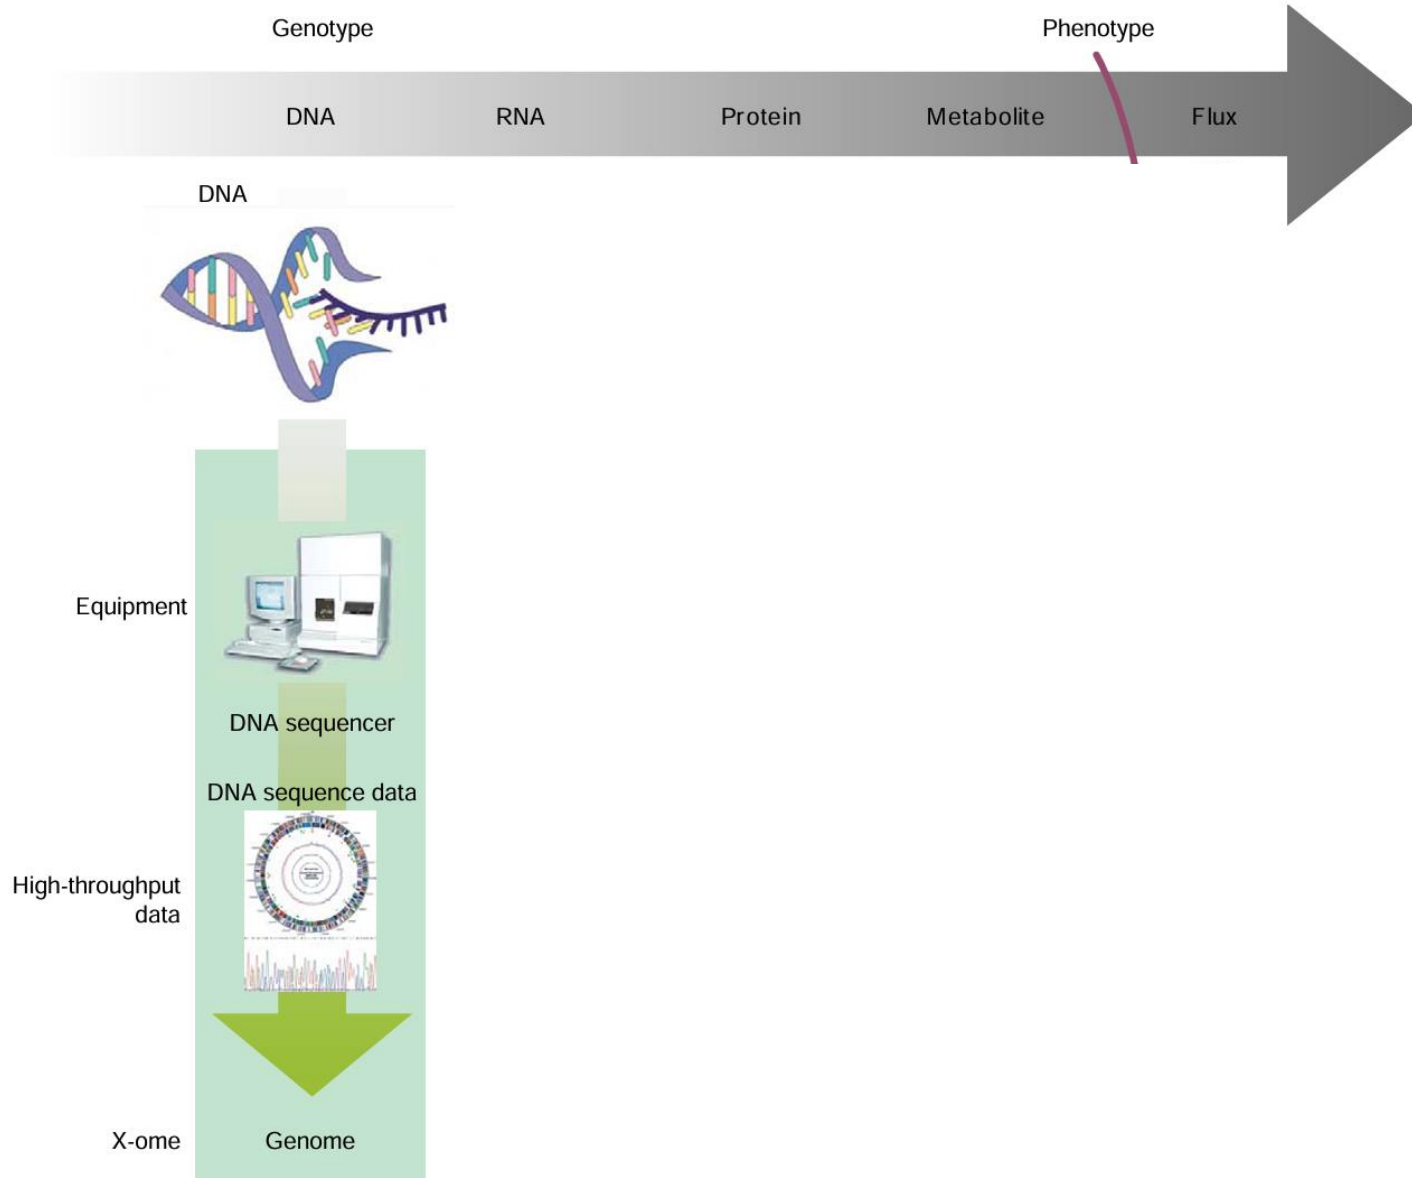 Genotype
Phenotype
DNA
RNA
Protein
Metabolite
Flux
DNA
Equipment
DNA sequencer
DNA sequence data
High-throughput
data
X-ome
Genome